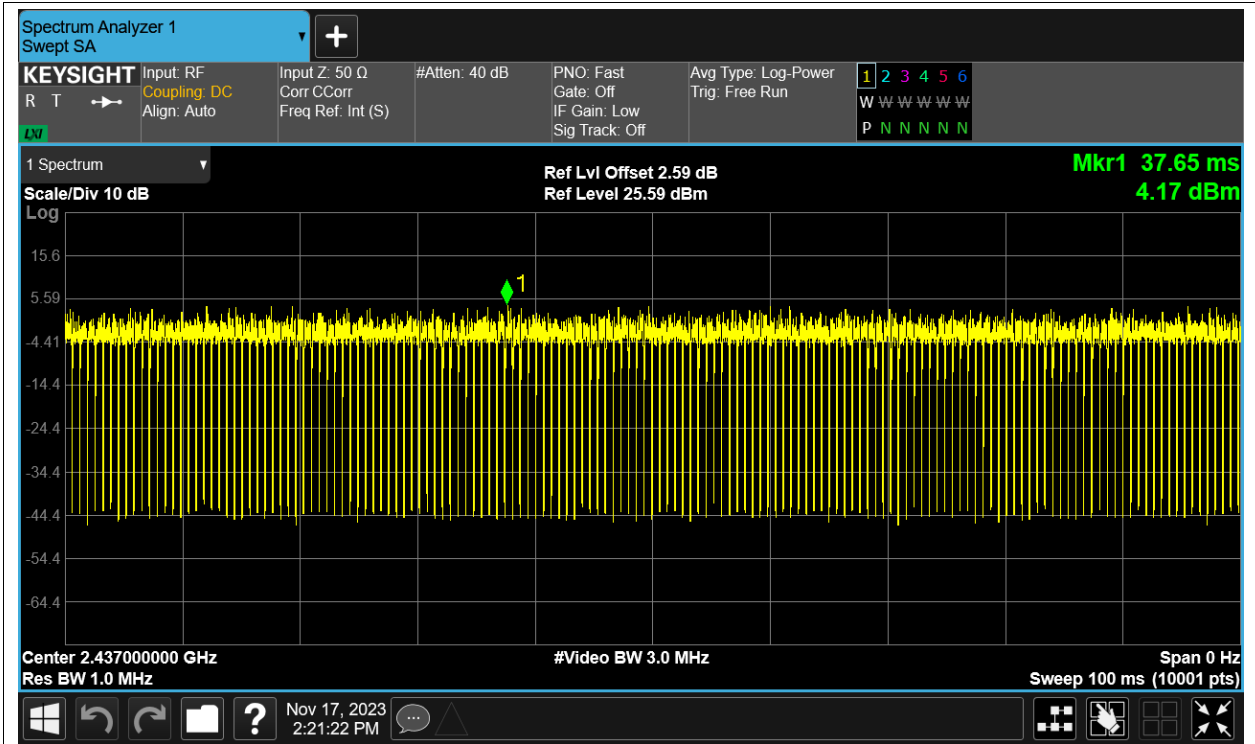 Spectrum Analyzer 1
Swept SA
KEYSIGHT
R T
LXI
Input: RF
Coupling: DC
Align: Auto
Input Z: 50 Ω
Corr CCorr
Freq Ref: Int (S)
#Atten: 40 dB
PNO: Fast
Gate: Off
IF Gain: Low
Sig Track: Off
Avg Type: Log-Power
Trig: Free Run
1 2 3 4 5 6
W W W W W W
P N N N N N
1 Spectrum
Scale/Div 10 dB
Log
Ref Lvl Offset 2.59 dB
Ref Level 25.59 dBm
Mkr1 37.65 ms
4.17 dBm
1
15.6
5.59
-4.41
-14.4
-24.4
-34.4
-44.4
-54.4
-64.4
Center 2.437000000 GHz
Res BW 1.0 MHz
#Video BW 3.0 MHz
Span 0 Hz
Sweep 100 ms (10001 pts)
?
Nov 17, 2023
2:21:22 PM